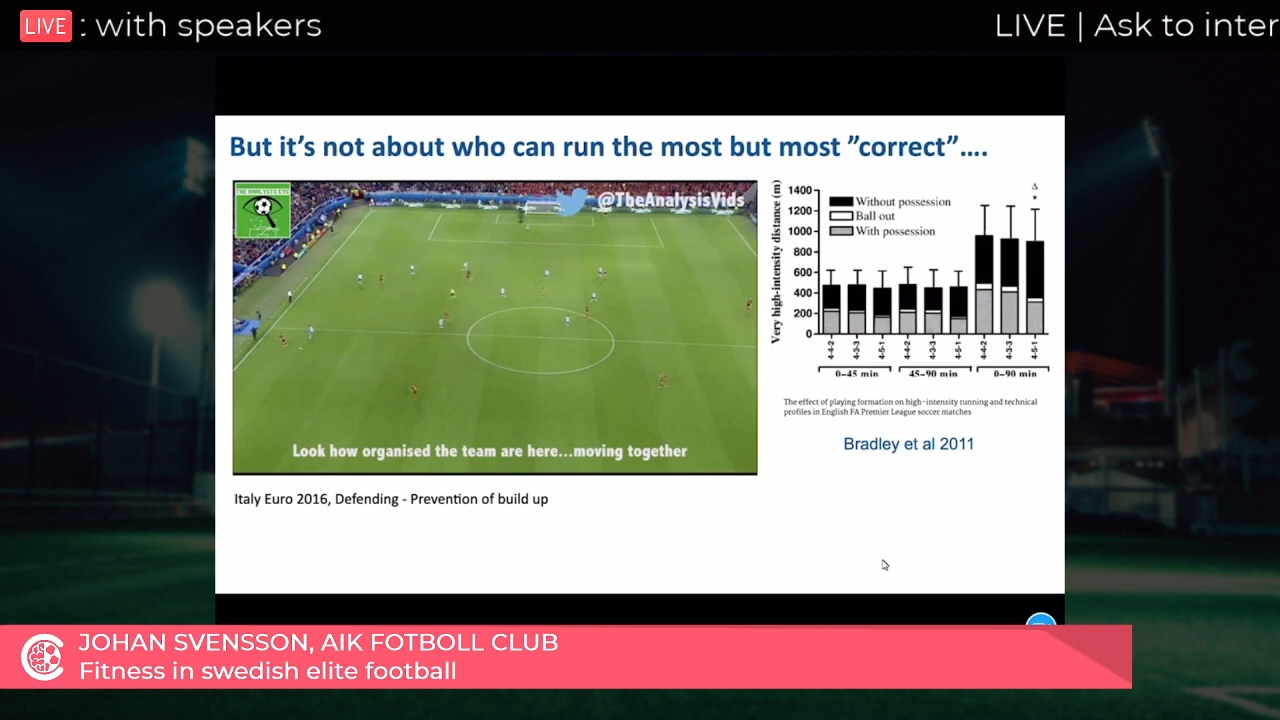 LIVE : with speakers
LIVE | Ask to inter
But it's not about who can run the most but most "correct"....
THE ANALYSTS EYE
@TheAnalysisVids
Look how organised the team are here...moving together
Italy Euro 2016, Defending - Prevention of build up
Very high-intensity distance (m)
1400
1200
1000
800
600
400
200
0
Without possession
Ball out
With possession
Δ
*
4-4-2 4-3-3 4-5-1 4-4-2 4-3-3 4-5-1 4-4-2 4-3-3 4-5-1
0–45 min 45–90 min 0–90 min
The effect of playing formation on high-intensity running and technical
profiles in English FA Premier League soccer matches
Bradley et al 2011
JOHAN SVENSSON, AIK FOTBOLL CLUB
Fitness in swedish elite football